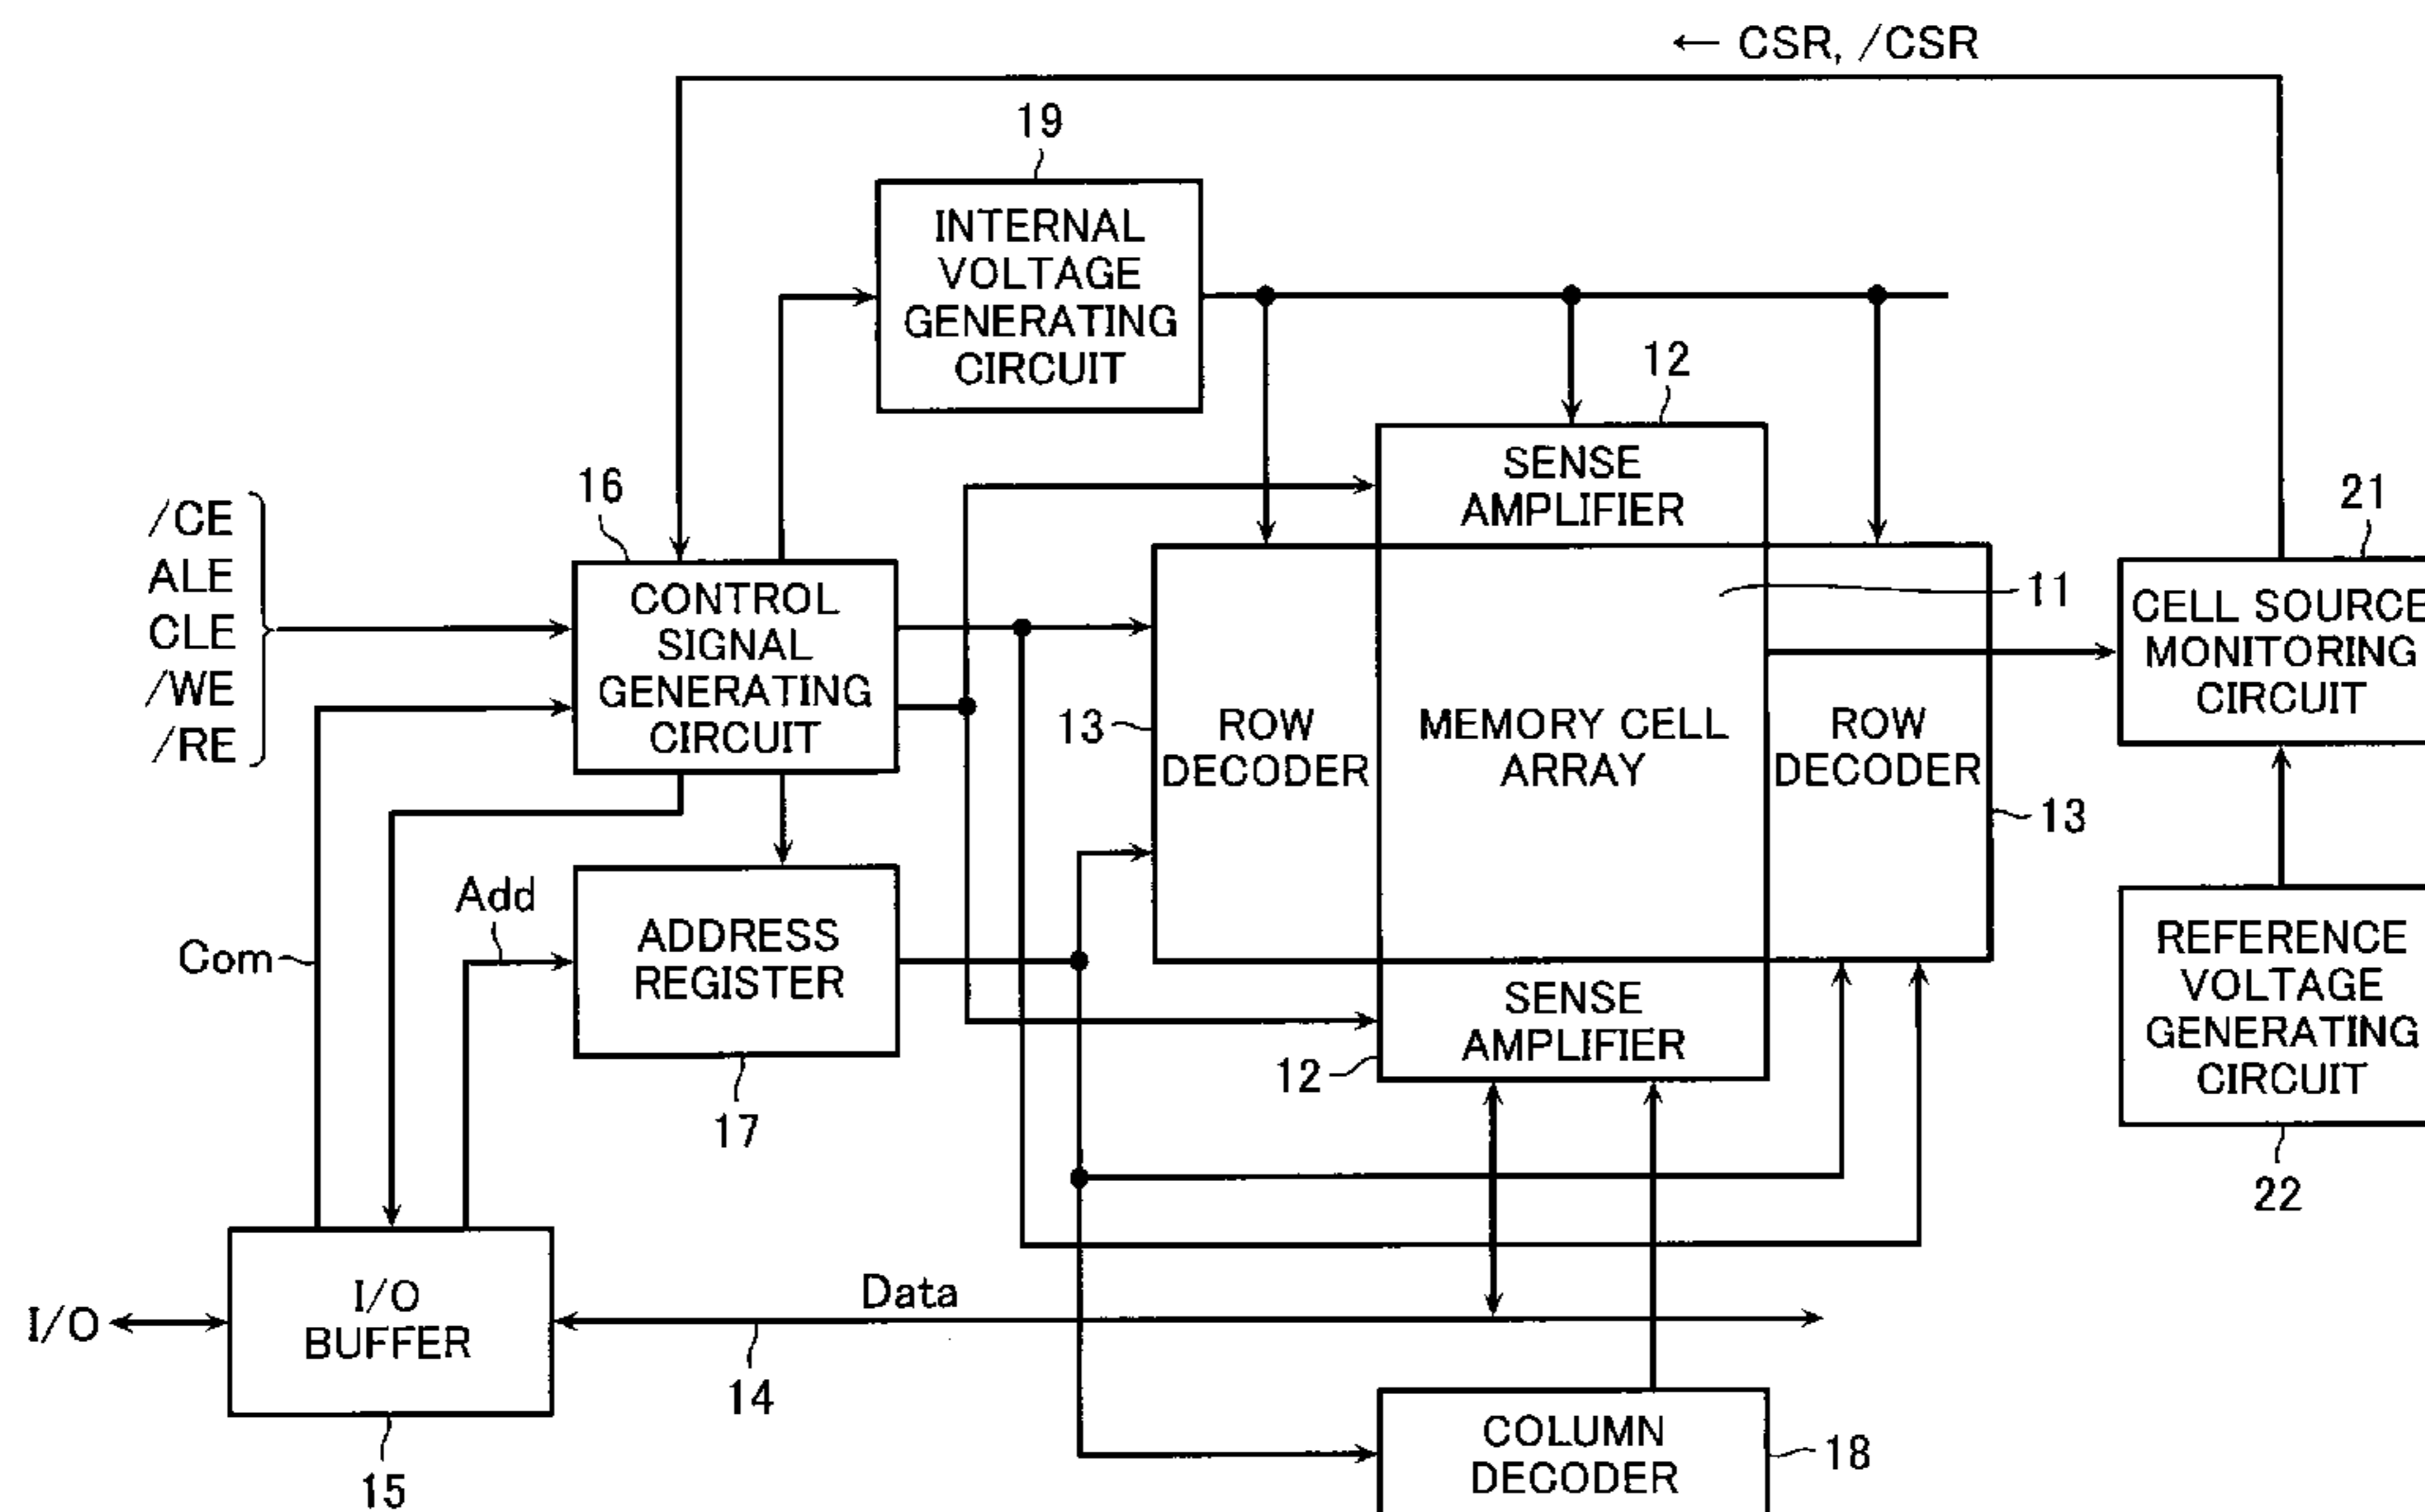 ← CSR, /CSR
19
INTERNAL
VOLTAGE
GENERATING
CIRCUIT
12
SENSE
AMPLIFIER
16
/CE
ALE
CLE
/WE
/RE
CONTROL
SIGNAL
GENERATING
CIRCUIT
21
CELL SOURCE
MONITORING
CIRCUIT
11
13
ROW
DECODER
MEMORY CELL
ARRAY
ROW
DECODER
13
Add
Com
ADDRESS
REGISTER
17
SENSE
AMPLIFIER
12
REFERENCE
VOLTAGE
GENERATING
CIRCUIT
22
I/O
I/O
BUFFER
15
Data
14
COLUMN
DECODER
18